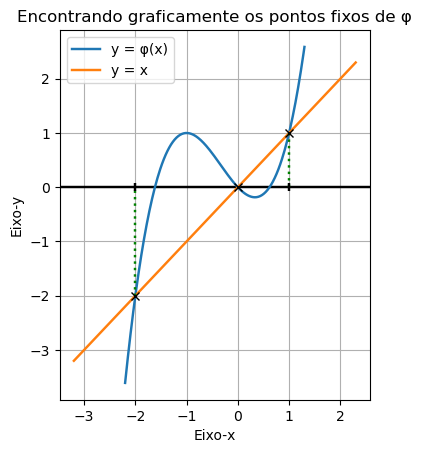 Encontrando graficamente os pontos fixos de φ
y = φ(x)
y = x
2
1
0
−1
−2
−3
Eixo-y
−3
−2
−1
0
1
2
Eixo-x